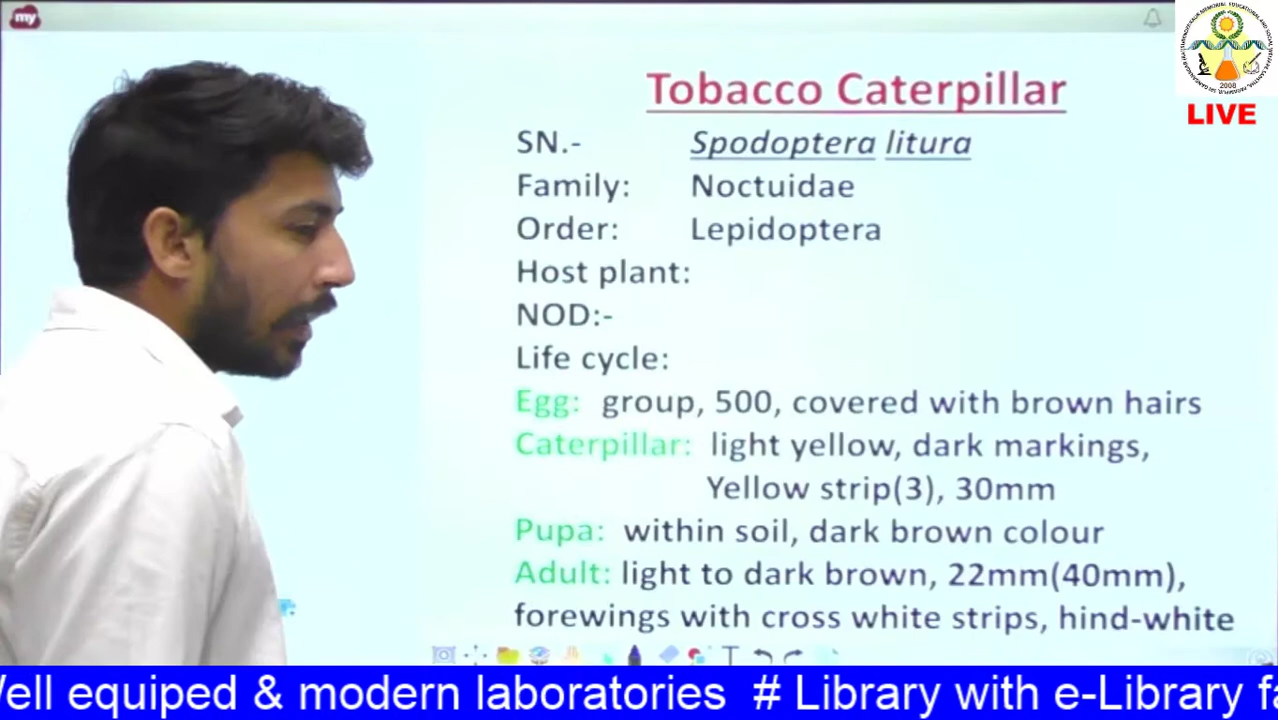 my
Tobacco Caterpillar
SN.- Spodoptera litura
Family: Noctuidae
Order: Lepidoptera
Host plant:
NOD:-
Life cycle:
Egg: group, 500, covered with brown hairs
Caterpillar: light yellow, dark markings,
Yellow strip(3), 30mm
Pupa: within soil, dark brown colour
Adult: light to dark brown, 22mm(40mm),
forewings with cross white strips, hind-white
2008
LIVE
Well equiped & modern laboratories # Library with e-Library fa